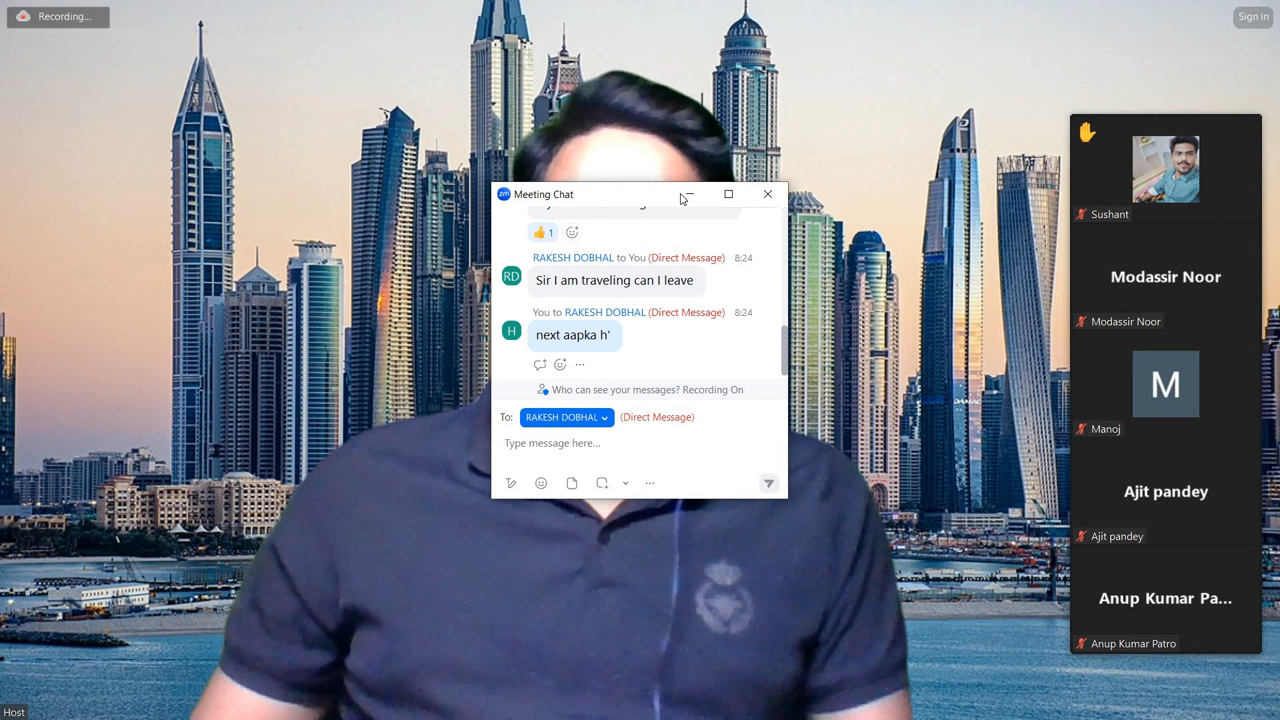 Recording...
Sign in
zm Meeting Chat
👍 1
RAKESH DOBHAL to You (Direct Message) 8:24
RD
Sir I am traveling can I leave
You to RAKESH DOBHAL (Direct Message) 8:24
H
next aapka h'
Who can see your messages? Recording On
To: RAKESH DOBHAL (Direct Message)
Type message here...
Sushant
Modassir Noor
Modassir Noor
M
Manoj
Ajit pandey
Ajit pandey
Anup Kumar Pa...
Anup Kumar Patro
Host